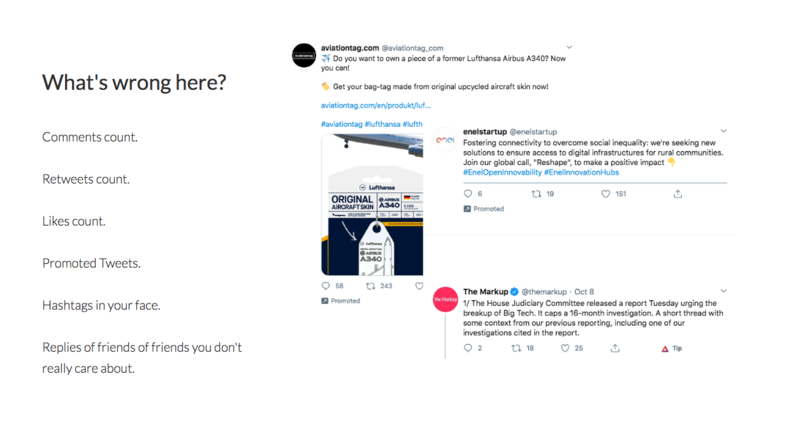 What's wrong here?
Comments count.
Retweets count.
Likes count.
Promoted Tweets.
Hashtags in your face.
Replies of friends of friends you don't
really care about.
aviationtag.com @aviationtag_com
✈️ Do you want to own a piece of a former Lufthansa Airbus A340? Now
you can!
🏷️ Get your bag-tag made from original upcycled aircraft skin now!
aviationtag.com/en/produkt/luf...
#aviationtag #lufthansa #lufth
Lufthansa
ORIGINAL
AIRCRAFTSKIN
AIRBUS
A340
Lufthansa
A340
58 243
Promoted
enel
enelstartup @enelstartup
Fostering connectivity to overcome social inequality: we're seeking new
solutions to ensure access to digital infrastructures for rural communities.
Join our global call, "Reshape", to make a positive impact 👇
#EnelOpenInnovability #EnelInnovationHubs
6 19 151
Promoted
The Markup @themarkup · Oct 8
1/ The House Judiciary Committee released a report Tuesday urging the
breakup of Big Tech. It caps a 16-month investigation. A short thread with
some context from our previous reporting, including one of our
investigations cited in the report.
2 18 25 Tip